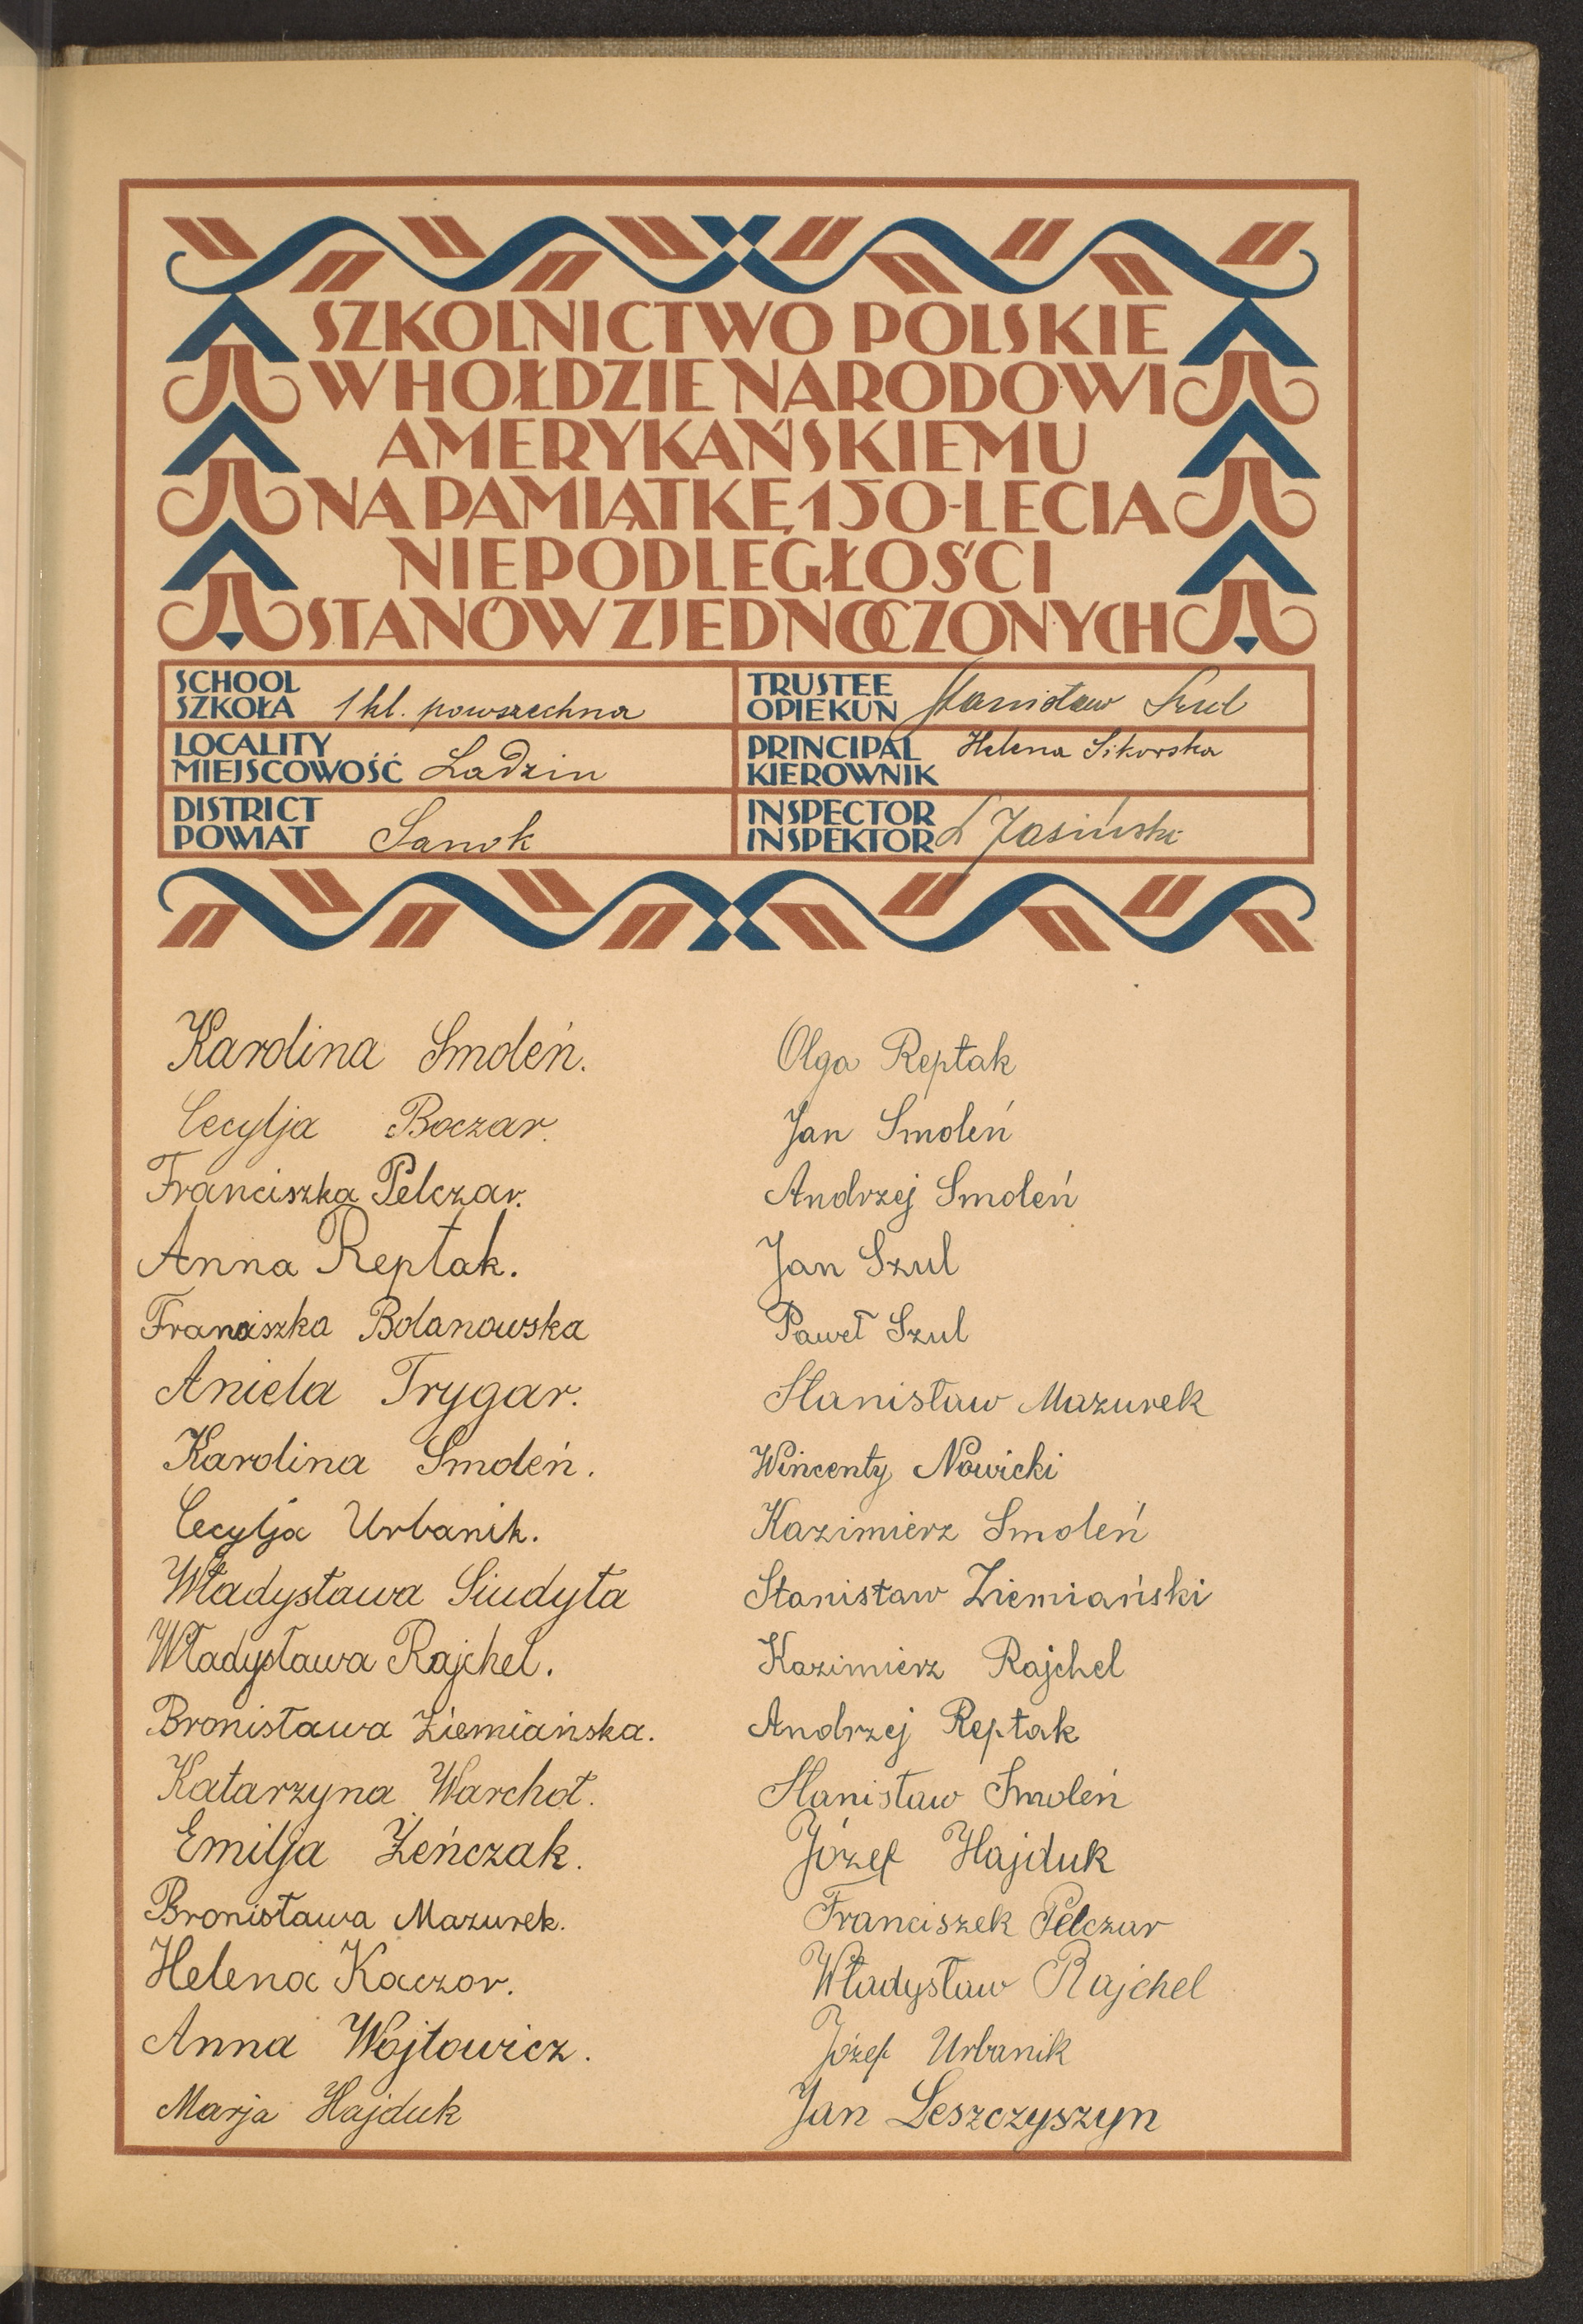 SZKOLNICTWO POLSKIE
W HOŁDZIE NARODOWI
AMERYKAŃSKIEMU
NA PAMIĄTKĘ 150-LECIA
NIEPODLEGŁOŚCI
STANÓW ZJEDNOCZONYCH
SCHOOL
SZKOŁA 1 kl. powszechna
LOCALITY
MIEJSCOWOŚĆ Ladzin
DISTRICT
POWIAT Sanok
TRUSTEE
OPIEKUN Stanisław Szul
PRINCIPAL
KIEROWNIK Helena Sikorska
INSPECTOR
INSPEKTOR Jasiński
Karolina Smoleń.
Cecylja Boczar.
Franciszka Pelczar.
Anna Reptak.
Franciszka Bolanowska
Aniela Trygar.
Karolina Smoleń.
Cecylja Urbanik.
Władysława Siudyła
Władysława Rajchel.
Bronisława Ziemiańska.
Katarzyna Warchoł.
Emilja Żeńczak.
Bronisława Mazurek.
Helena Kaczor.
Anna Wojtowicz.
Marja Hajduk
Olga Reptak
Jan Smoleń
Andrzej Smoleń
Jan Szul
Paweł Szul
Stanisław Mazurek
Wincenty Nowicki
Kazimierz Smoleń
Stanisław Ziemiański
Kazimierz Rajchel
Andrzej Reptak
Stanisław Smoleń
Józef Hajduk
Franciszek Pelczar
Władysław Rajchel
Józef Urbanik
Jan Leszczyszyn